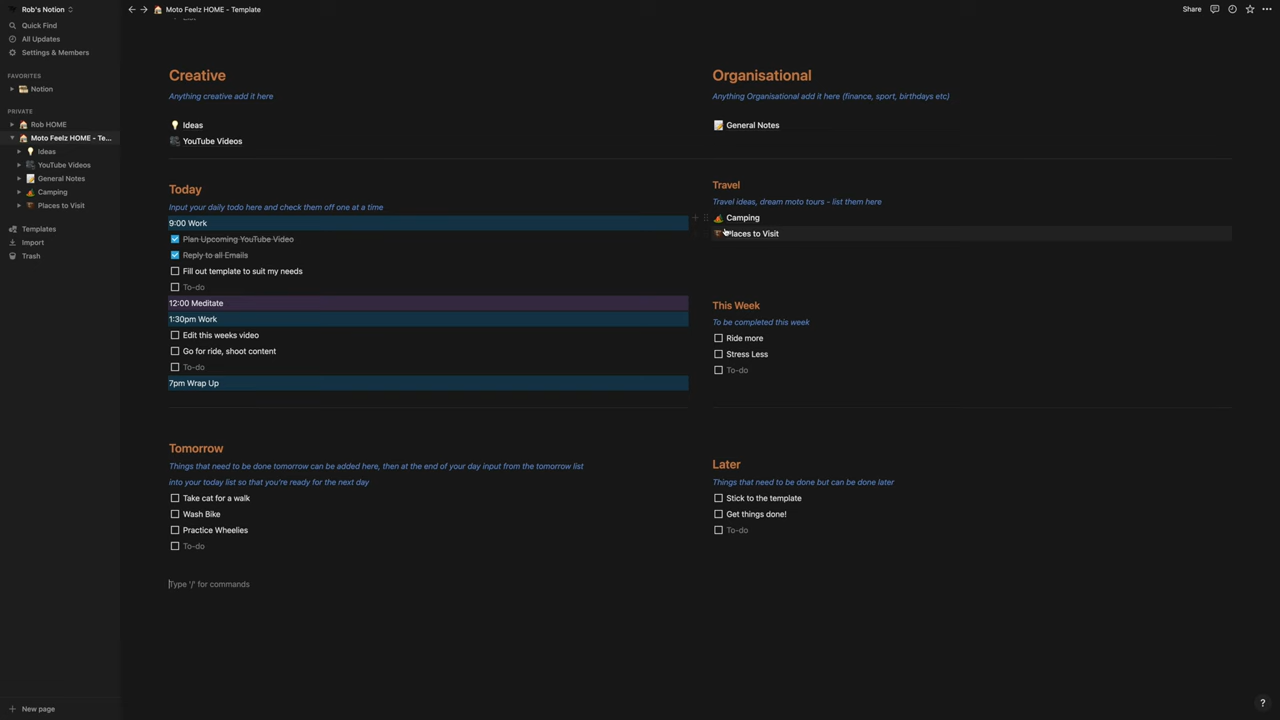 Rob's Notion
Quick Find
All Updates
Settings & Members
FAVORITES
Notion
PRIVATE
Rob HOME
Moto Feelz HOME - Te...
Ideas
YouTube Videos
General Notes
Camping
Places to Visit
Templates
Import
Trash
New page
Moto Feelz HOME - Template
Share
List
Creative
Anything creative add it here
Ideas
YouTube Videos
Organisational
Anything Organisational add it here (finance, sport, birthdays etc)
General Notes
Today
Input your daily todo here and check them off one at a time
9:00 Work
Plan Upcoming YouTube Video
Reply to all Emails
Fill out template to suit my needs
To-do
12:00 Meditate
1:30pm Work
Edit this weeks video
Go for ride, shoot content
To-do
7pm Wrap Up
Travel
Travel ideas, dream moto tours - list them here
Camping
Places to Visit
This Week
To be completed this week
Ride more
Stress Less
To-do
Tomorrow
Things that need to be done tomorrow can be added here, then at the end of your day input from the tomorrow list
into your today list so that you're ready for the next day
Take cat for a walk
Wash Bike
Practice Wheelies
To-do
Later
Things that need to be done but can be done later
Stick to the template
Get things done!
To-do
Type '/' for commands
?